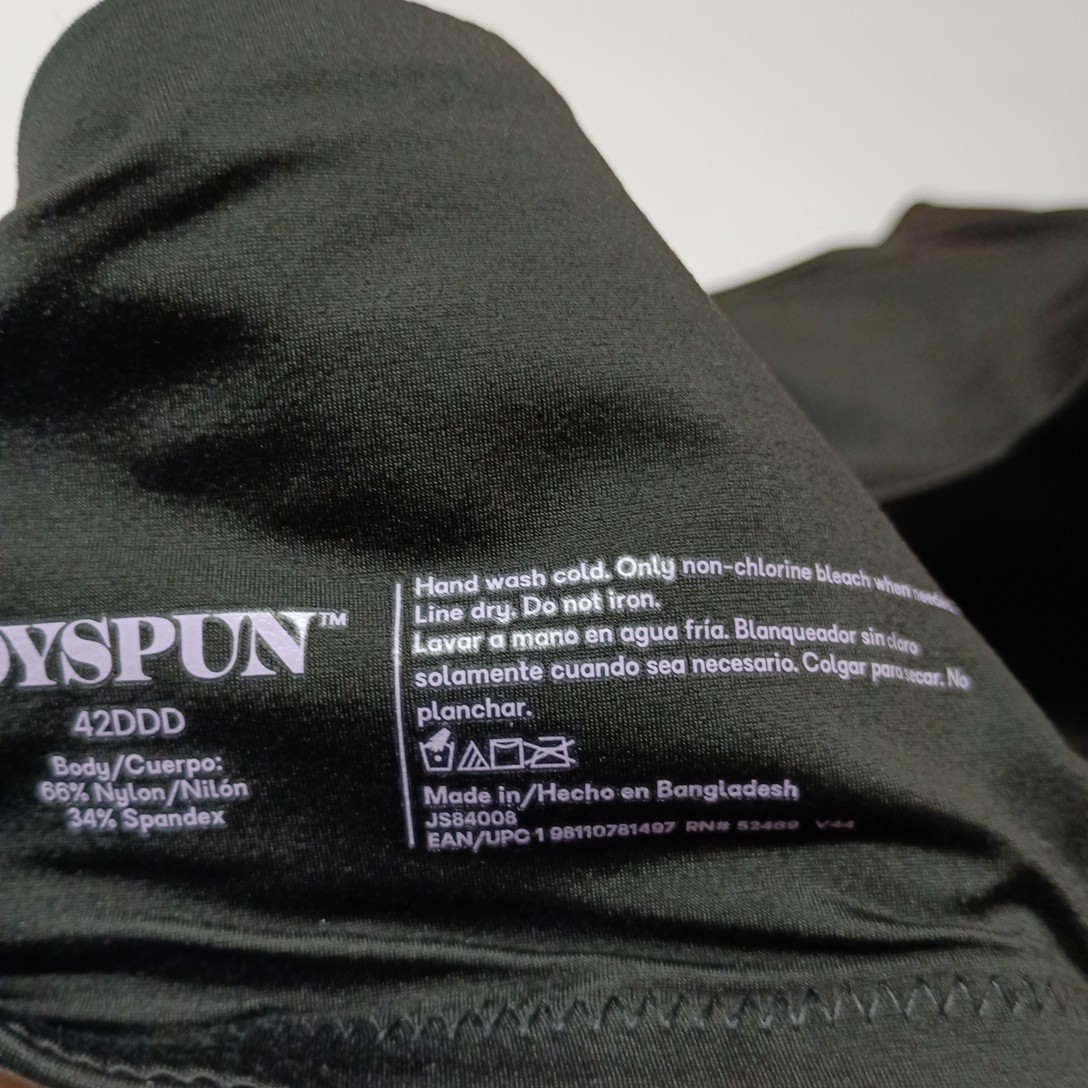 YSPUN™
42DDD
Body/Cuerpo:
66% Nylon/Nilón
34% Spandex
Hand wash cold. Only non-chlorine bleach when needed.
Line dry. Do not iron.
Lavar a mano en agua fría. Blanqueador sin cloro
solamente cuando sea necesario. Colgar para secar. No
planchar.
Made in/Hecho en Bangladesh
JS84008
EAN/UPC 1 98110781497 RN# 52469 V-44